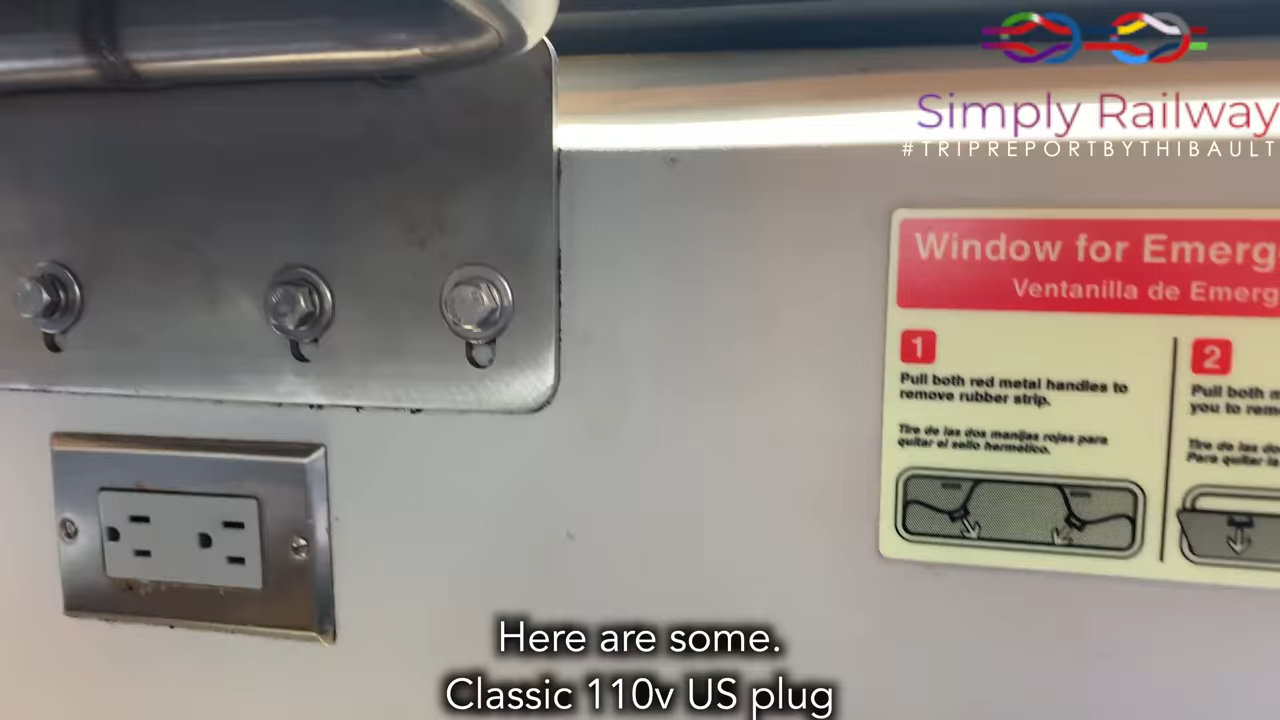 Simply Railway
#TRIPREPORTBYTHIBAULT
Window for Emerg
Ventanilla de Emerg
1
Pull both red metal handles to
remove rubber strip.
Tire de las dos manijas rojas para
quitar el sello hermético.
2
Pull both m
you to rem
Tire de las do
Para quitar la
Here are some.
Classic 110v US plug